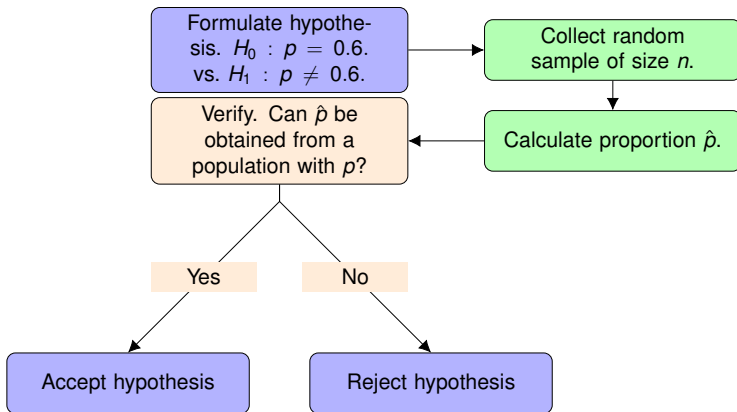 Formulate hypothe-
sis. H₀ : p = 0.6.
vs. H₁ : p ≠ 0.6.
Collect random
sample of size n.
Calculate proportion p̂.
Verify. Can p̂ be
obtained from a
population with p?
Yes
No
Accept hypothesis
Reject hypothesis